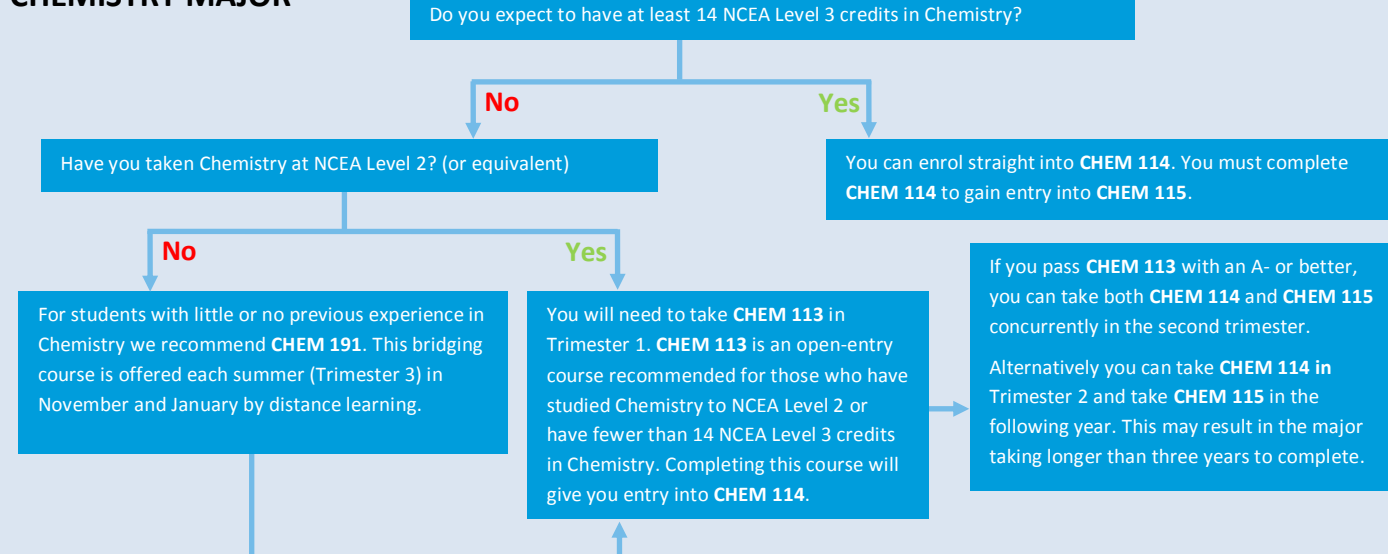 CHEMISTRY MAJOR
Do you expect to have at least 14 NCEA Level 3 credits in Chemistry?
No
Yes
Have you taken Chemistry at NCEA Level 2? (or equivalent)
You can enrol straight into CHEM 114. You must complete
CHEM 114 to gain entry into CHEM 115.
No
Yes
For students with little or no previous experience in
Chemistry we recommend CHEM 191. This bridging
course is offered each summer (Trimester 3) in
November and January by distance learning.
You will need to take CHEM 113 in
Trimester 1. CHEM 113 is an open-entry
course recommended for those who have
studied Chemistry to NCEA Level 2 or
have fewer than 14 NCEA Level 3 credits
in Chemistry. Completing this course will
give you entry into CHEM 114.
If you pass CHEM 113 with an A- or better,
you can take both CHEM 114 and CHEM 115
concurrently in the second trimester.
Alternatively you can take CHEM 114 in
Trimester 2 and take CHEM 115 in the
following year. This may result in the major
taking longer than three years to complete.